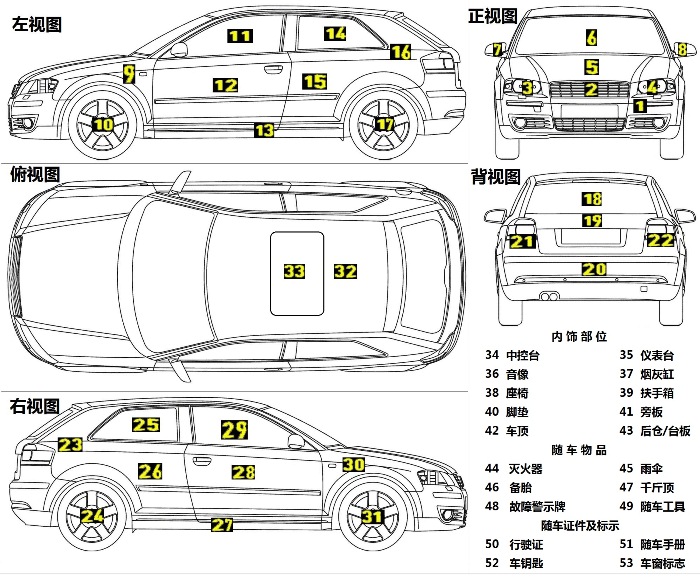 左视图
11
14
16
9
12
15
10
13
17
正视图
6
7
8
5
3
2
4
1
俯视图
33
32
背视图
18
19
21
22
20
右视图
25
29
23
26
28
30
24
27
31
内饰部位
34 中控台 35 仪表台
36 音像 37 烟灰缸
38 座椅 39 扶手箱
40 脚垫 41 旁板
42 车顶 43 后仓/台板
随车物品
44 灭火器 45 雨伞
46 备胎 47 千斤顶
48 故障警示牌 49 随车工具
随车证件及标示
50 行驶证 51 随车手册
52 车钥匙 53 车窗标志